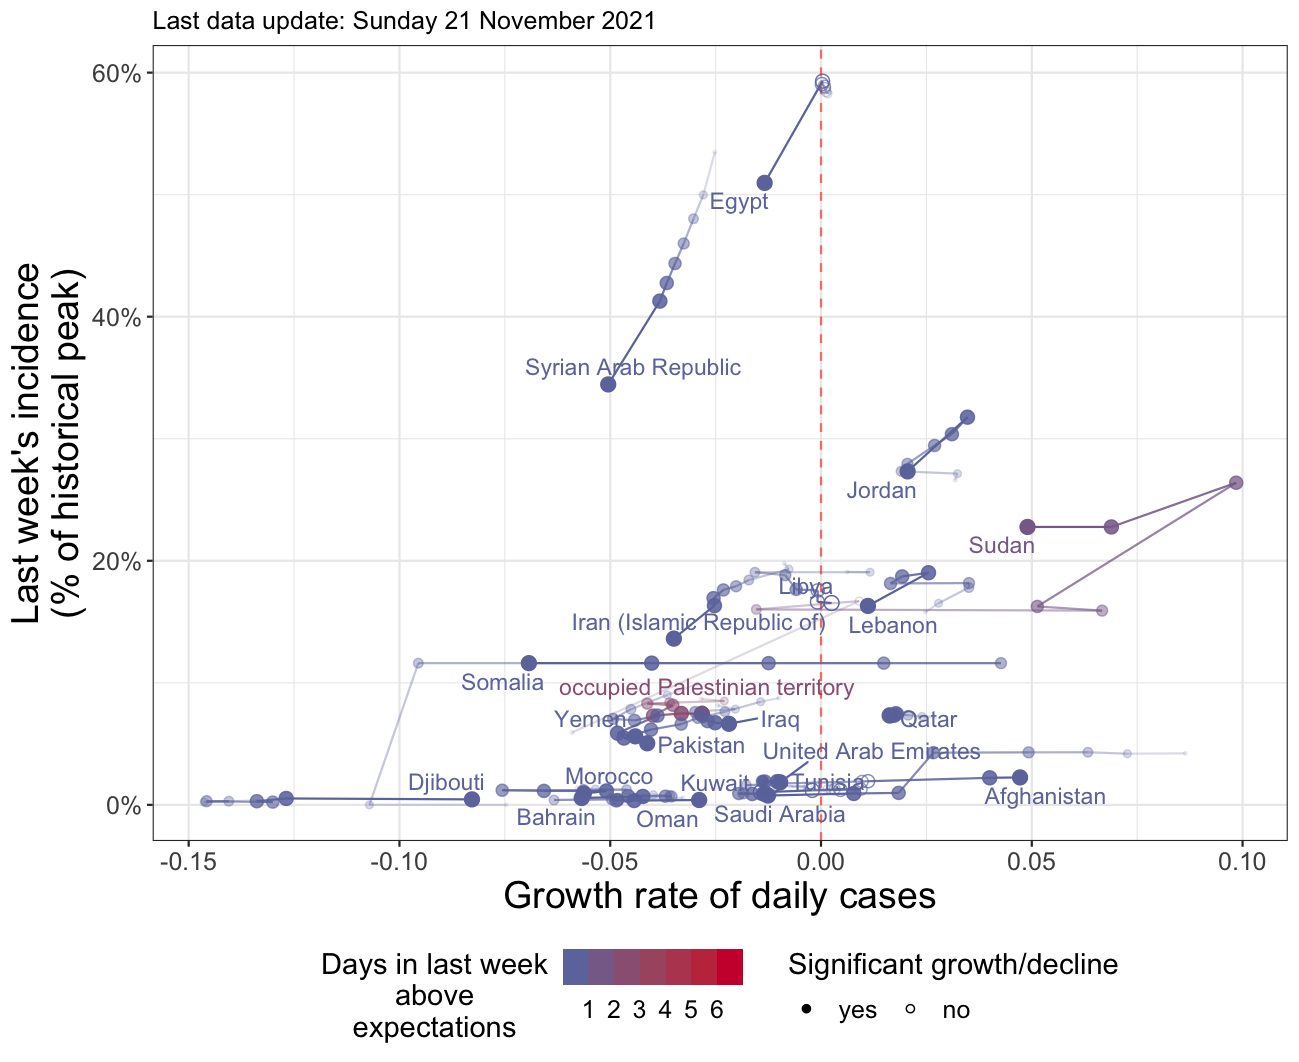 Last data update: Sunday 21 November 2021
Last week's incidence
(% of historical peak)
60%
40%
20%
0%
Egypt
Syrian Arab Republic
Jordan
Sudan
Libya
Iran (Islamic Republic of)
Lebanon
Somalia
occupied Palestinian territory
Yemen
Iraq
Qatar
Pakistan
United Arab Emirates
Djibouti
Morocco
Kuwait
Tunisia
Afghanistan
Bahrain
Oman
Saudi Arabia
-0.15
-0.10
-0.05
0.00
0.05
0.10
Growth rate of daily cases
Days in last week
above
expectations
1 2 3 4 5 6
Significant growth/decline
yes
no